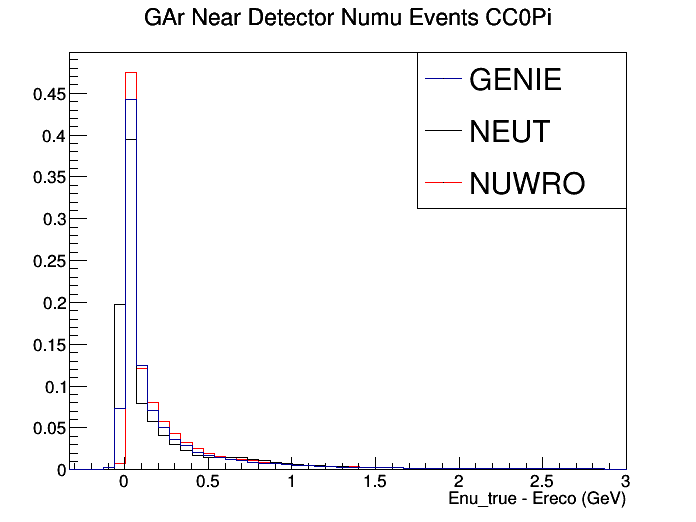 GAr Near Detector Numu Events CC0Pi
GENIE
NEUT
NUWRO
0.45
0.4
0.35
0.3
0.25
0.2
0.15
0.1
0.05
0
0 0.5 1 1.5 2 2.5 3
Enu_true - Ereco (GeV)